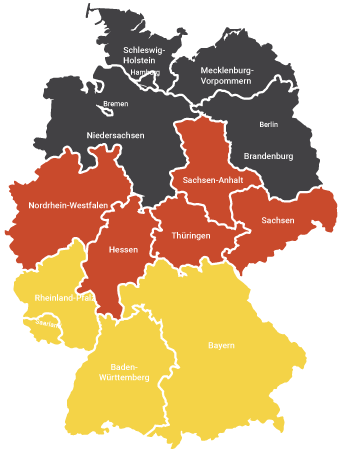 Schleswig-
Holstein
Hamburg
Mecklenburg-
Vorpommern
Bremen
Berlin
Niedersachsen
Brandenburg
Sachsen-Anhalt
Nordrhein-Westfalen
Sachsen
Thüringen
Hessen
Rheinland-Pfalz
Saarland
Bayern
Baden-
Württemberg